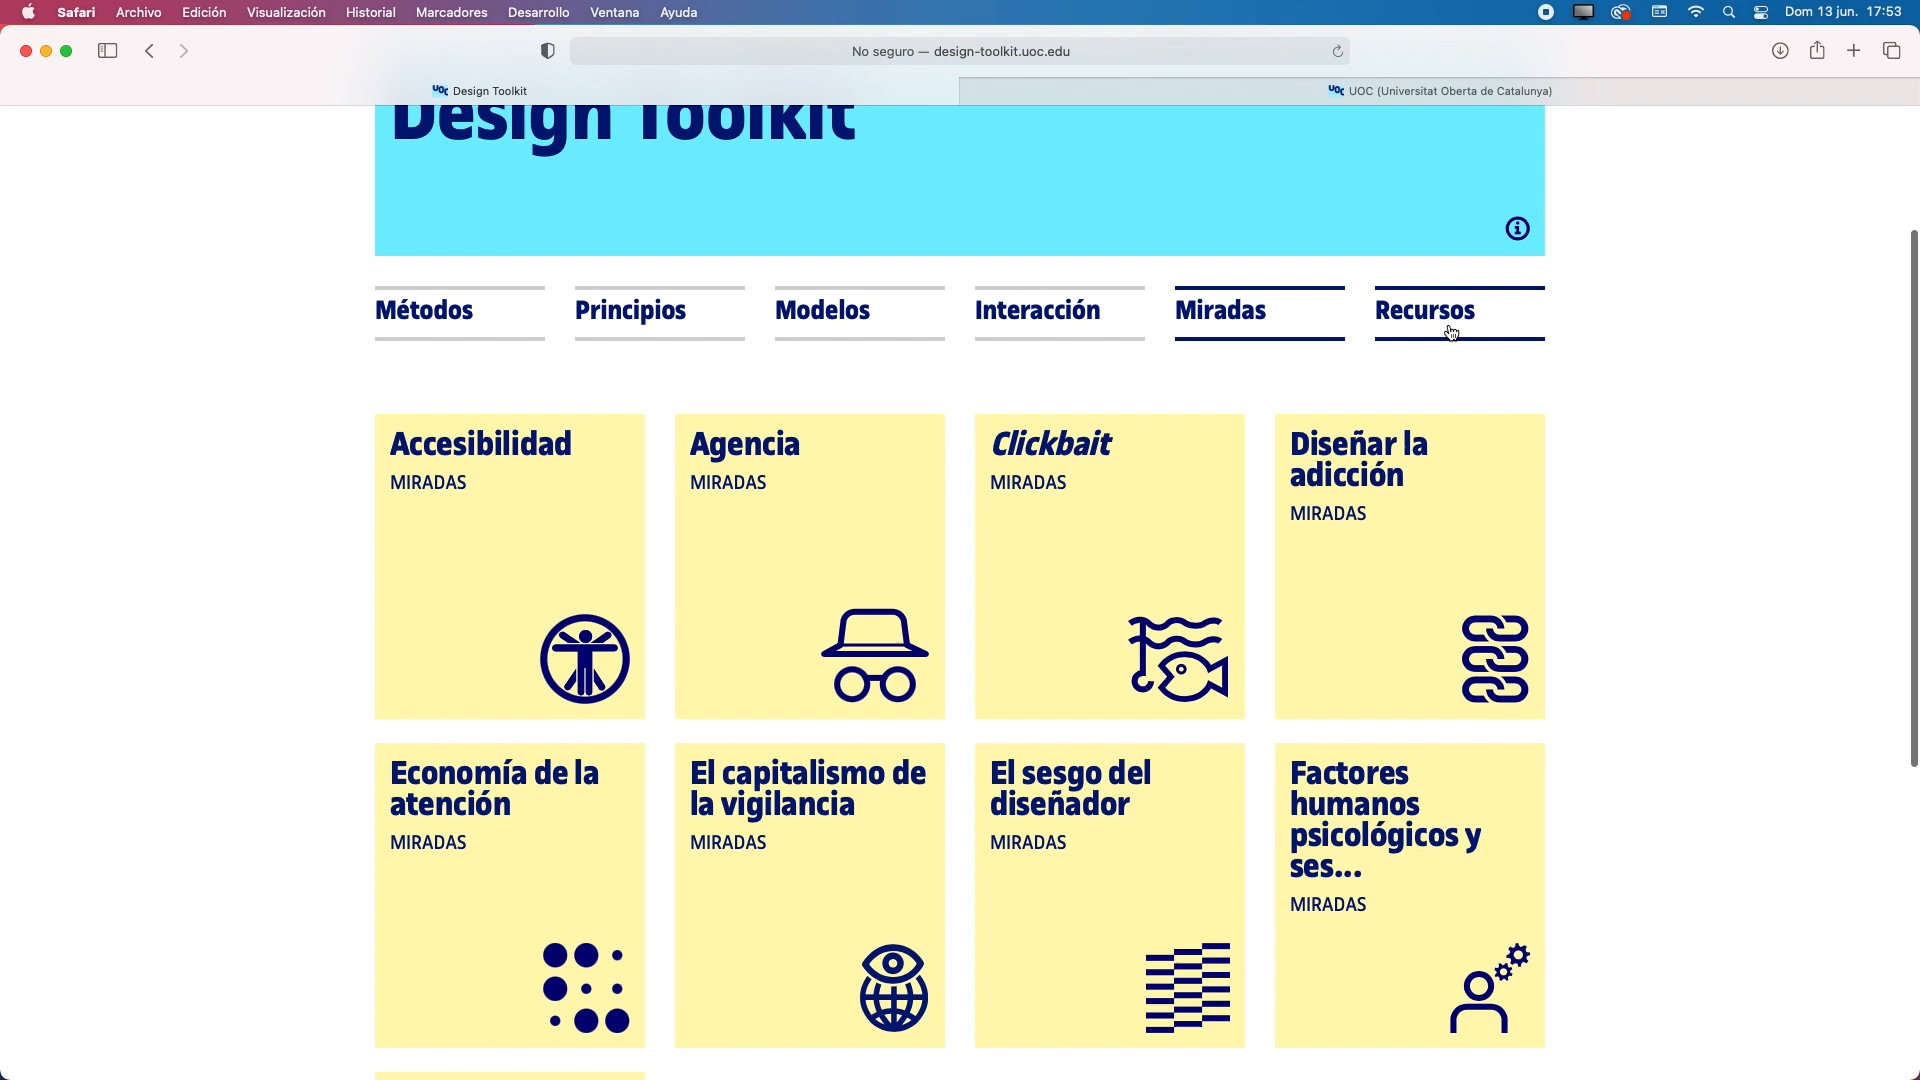 Safari Archivo Edición Visualización Historial Marcadores Desarrollo Ventana Ayuda Dom 13 jun. 17:53
No seguro — design-toolkit.uoc.edu
UOC Design Toolkit
UOC UOC (Universitat Oberta de Catalunya)
Design Toolkit
Métodos Principios Modelos Interacción Miradas Recursos
Accesibilidad
MIRADAS
Agencia
MIRADAS
Clickbait
MIRADAS
Diseñar la
adicción
MIRADAS
Economía de la
atención
MIRADAS
El capitalismo de
la vigilancia
MIRADAS
El sesgo del
diseñador
MIRADAS
Factores
humanos
psicológicos y
ses...
MIRADAS